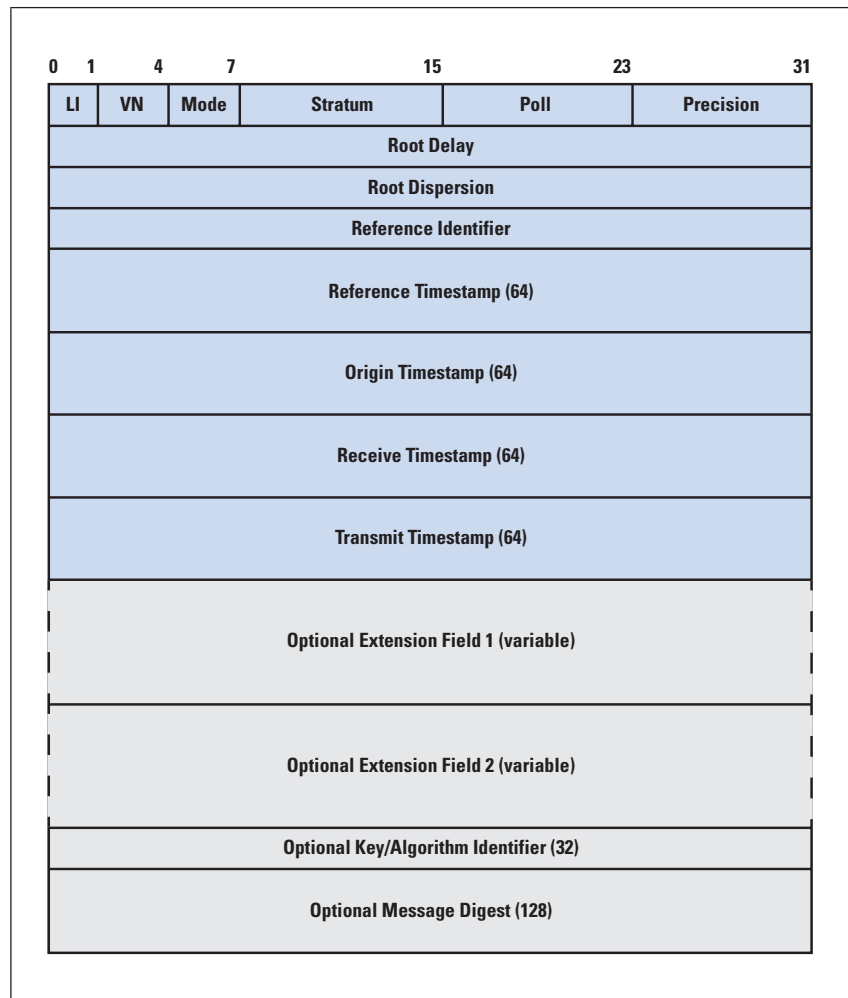 0 1 4 7 15 23 31
LI VN Mode Stratum Poll Precision
Root Delay
Root Dispersion
Reference Identifier
Reference Timestamp (64)
Origin Timestamp (64)
Receive Timestamp (64)
Transmit Timestamp (64)
Optional Extension Field 1 (variable)
Optional Extension Field 2 (variable)
Optional Key/Algorithm Identifier (32)
Optional Message Digest (128)